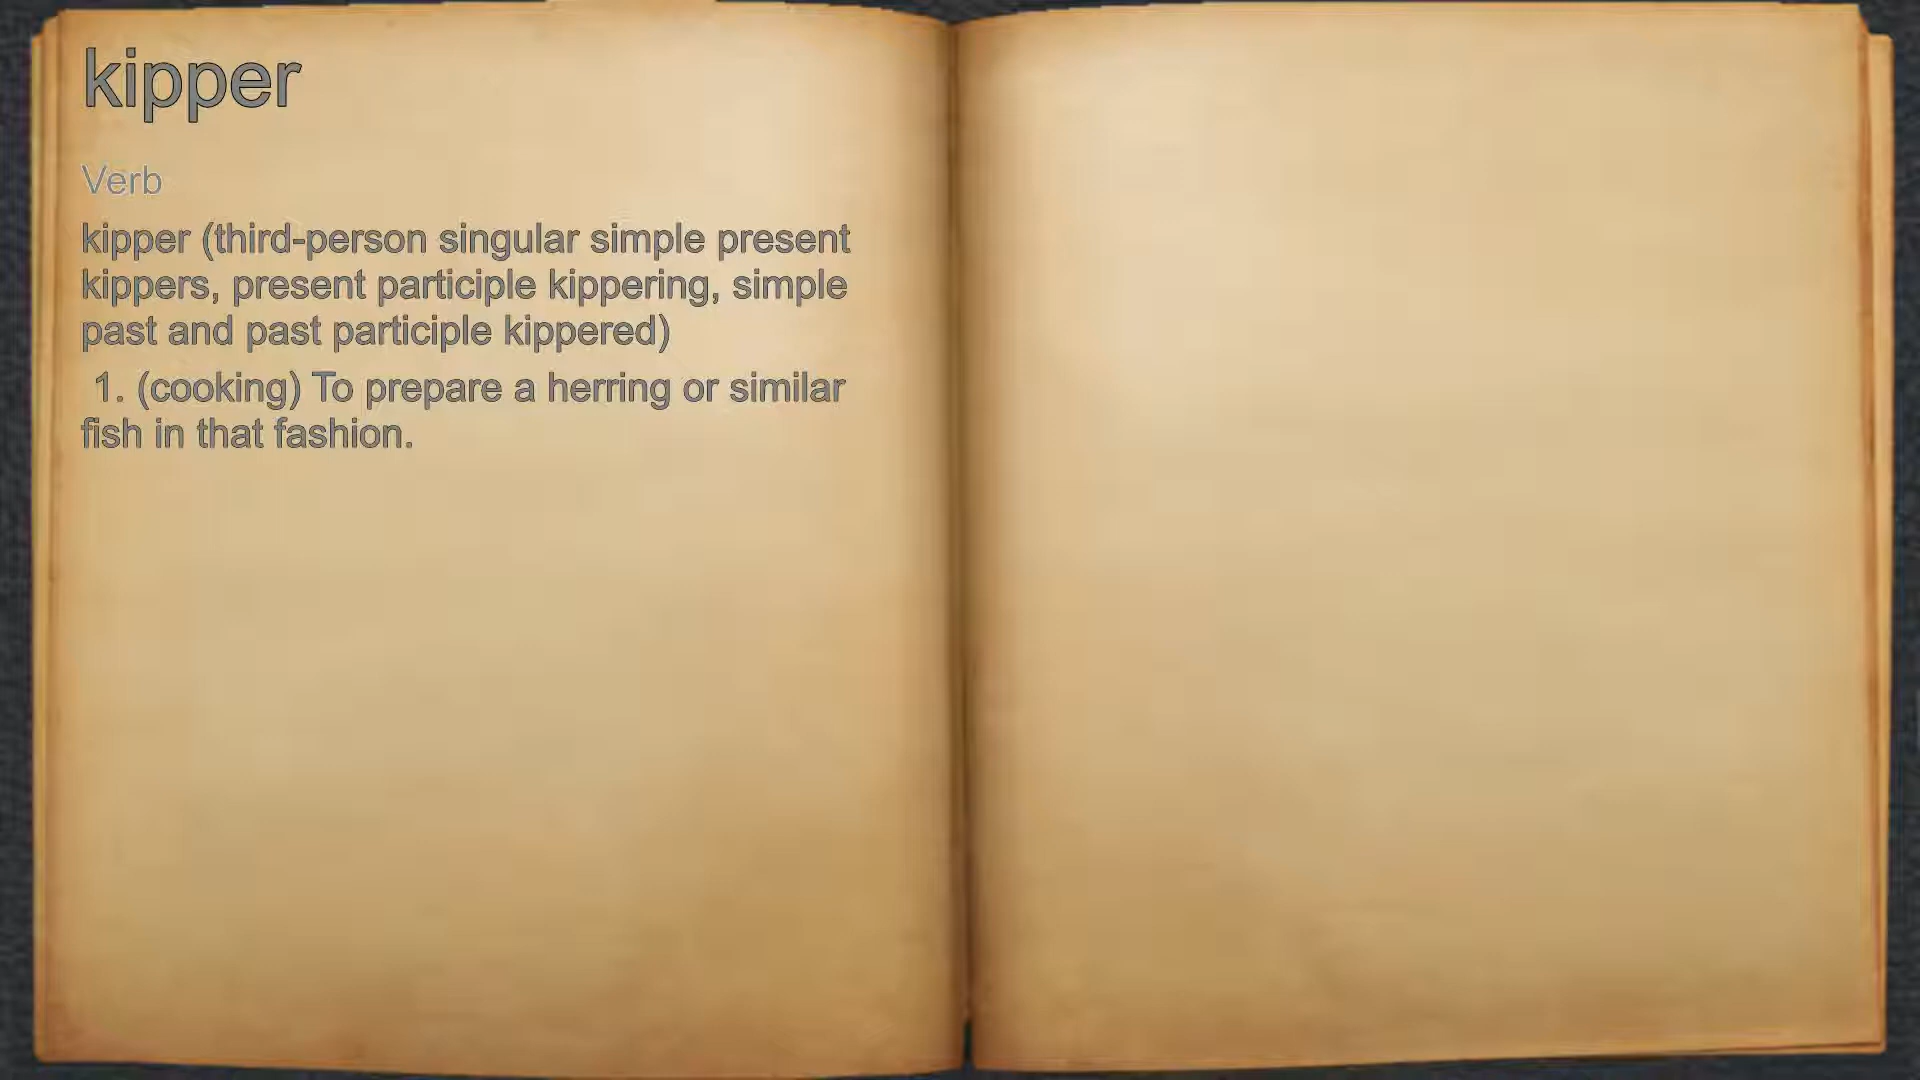 kipper
Verb
kipper (third-person singular simple present
kippers, present participle kippering, simple
past and past participle kippered)
1. (cooking) To prepare a herring or similar
fish in that fashion.